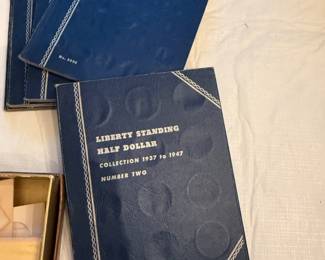 LIBERTY STANDING
HALF DOLLAR
COLLECTION 1937 to 1947
NUMBER TWO